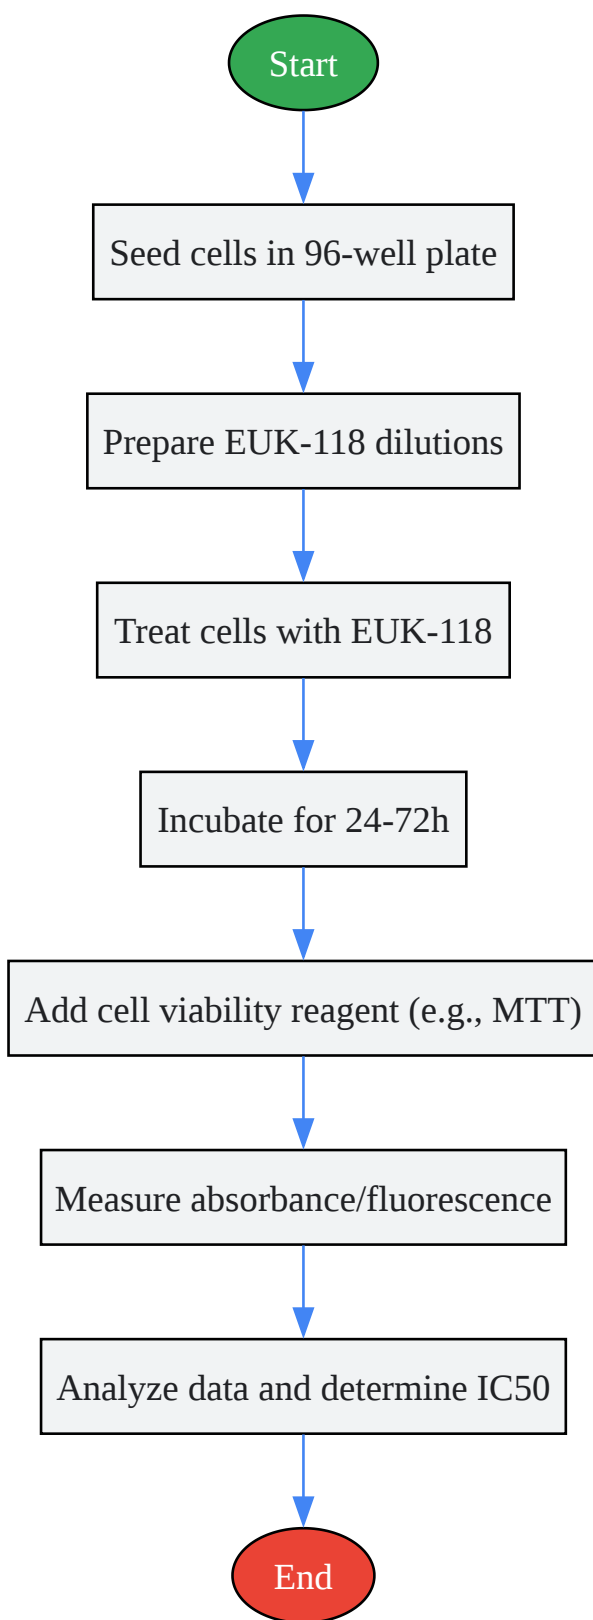 Start
Seed cells in 96-well plate
Prepare EUK-118 dilutions
Treat cells with EUK-118
Incubate for 24-72h
Add cell viability reagent (e.g., MTT)
Measure absorbance/fluorescence
Analyze data and determine IC50
End